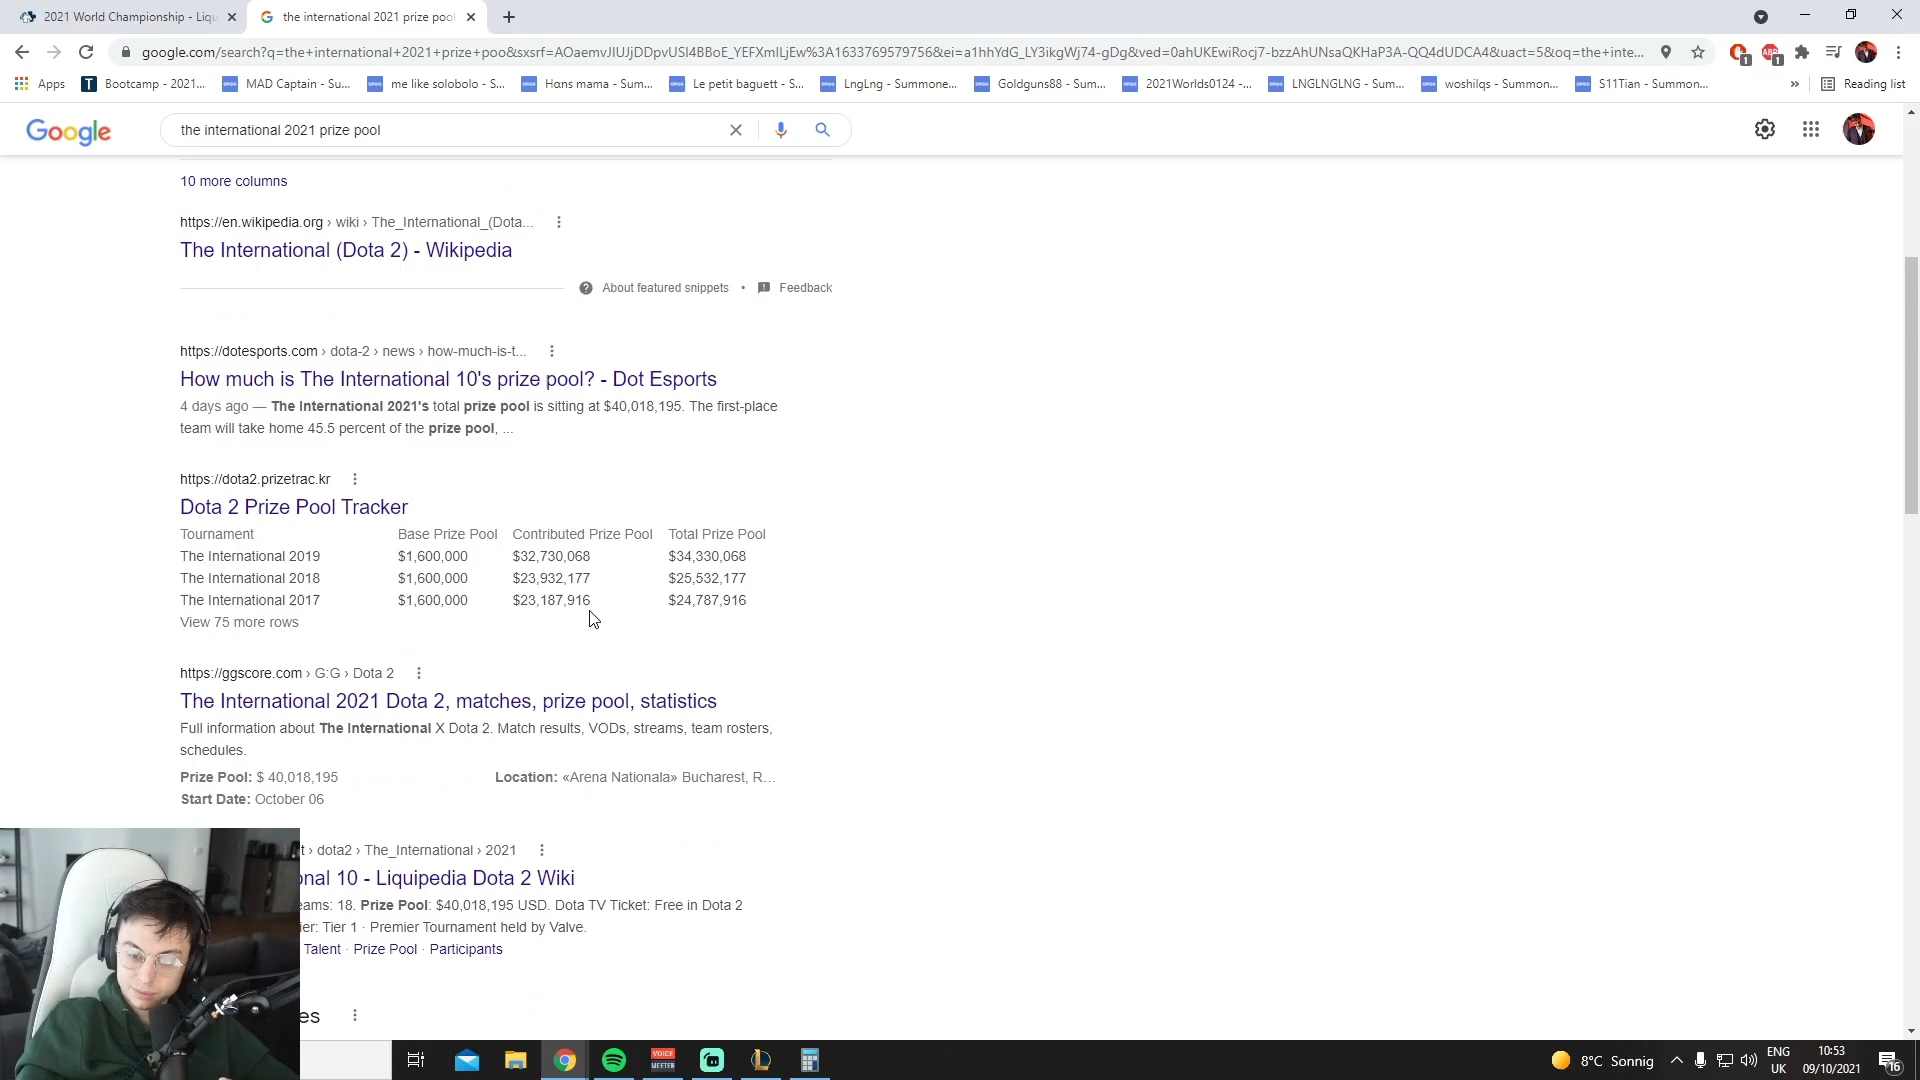 2021 World Championship - Liqu
the international 2021 prize pool
google.com/search?q=the+international+2021+prize+poo&sxsrf=AOaemvJIUJjDDpvUSI4BBoE_YEFXmILjEw%3A1633769579756&ei=a1hhYdG_LY3ikgWj74-gDg&ved=0ahUKEwiRocj7-bzzAhUNsaQKHaP3A-QQ4dUDCA4&uact=5&oq=the+inte...
Apps
Bootcamp - 2021...
MAD Captain - Su...
me like solobolo - S...
Hans mama - Sum...
Le petit baguett - S...
LngLng - Summone...
Goldguns88 - Sum...
2021Worlds0124 -...
LNGLNGLNG - Sum...
woshilqs - Summon...
S11Tian - Summon...
»
Reading list
Google
the international 2021 prize pool
10 more columns
https://en.wikipedia.org › wiki › The_International_(Dota...
The International (Dota 2) - Wikipedia
About featured snippets • Feedback
https://dotesports.com › dota-2 › news › how-much-is-t...
How much is The International 10's prize pool? - Dot Esports
4 days ago — The International 2021's total prize pool is sitting at $40,018,195. The first-place
team will take home 45.5 percent of the prize pool, ...
https://dota2.prizetrac.kr
Dota 2 Prize Pool Tracker
Tournament Base Prize Pool Contributed Prize Pool Total Prize Pool
The International 2019 $1,600,000 $32,730,068 $34,330,068
The International 2018 $1,600,000 $23,932,177 $25,532,177
The International 2017 $1,600,000 $23,187,916 $24,787,916
View 75 more rows
https://ggscore.com › G:G › Dota 2
The International 2021 Dota 2, matches, prize pool, statistics
Full information about The International X Dota 2. Match results, VODs, streams, team rosters,
schedules.
Prize Pool: $ 40,018,195 Location: «Arena Nationala» Bucharest, R...
Start Date: October 06
t › dota2 › The_International › 2021
onal 10 - Liquipedia Dota 2 Wiki
eams: 18. Prize Pool: $40,018,195 USD. Dota TV Ticket: Free in Dota 2
ier: Tier 1 · Premier Tournament held by Valve.
Talent · Prize Pool · Participants
es
VOICE
MEETER
8°C Sonnig
ENG
UK
10:53
09/10/2021
16